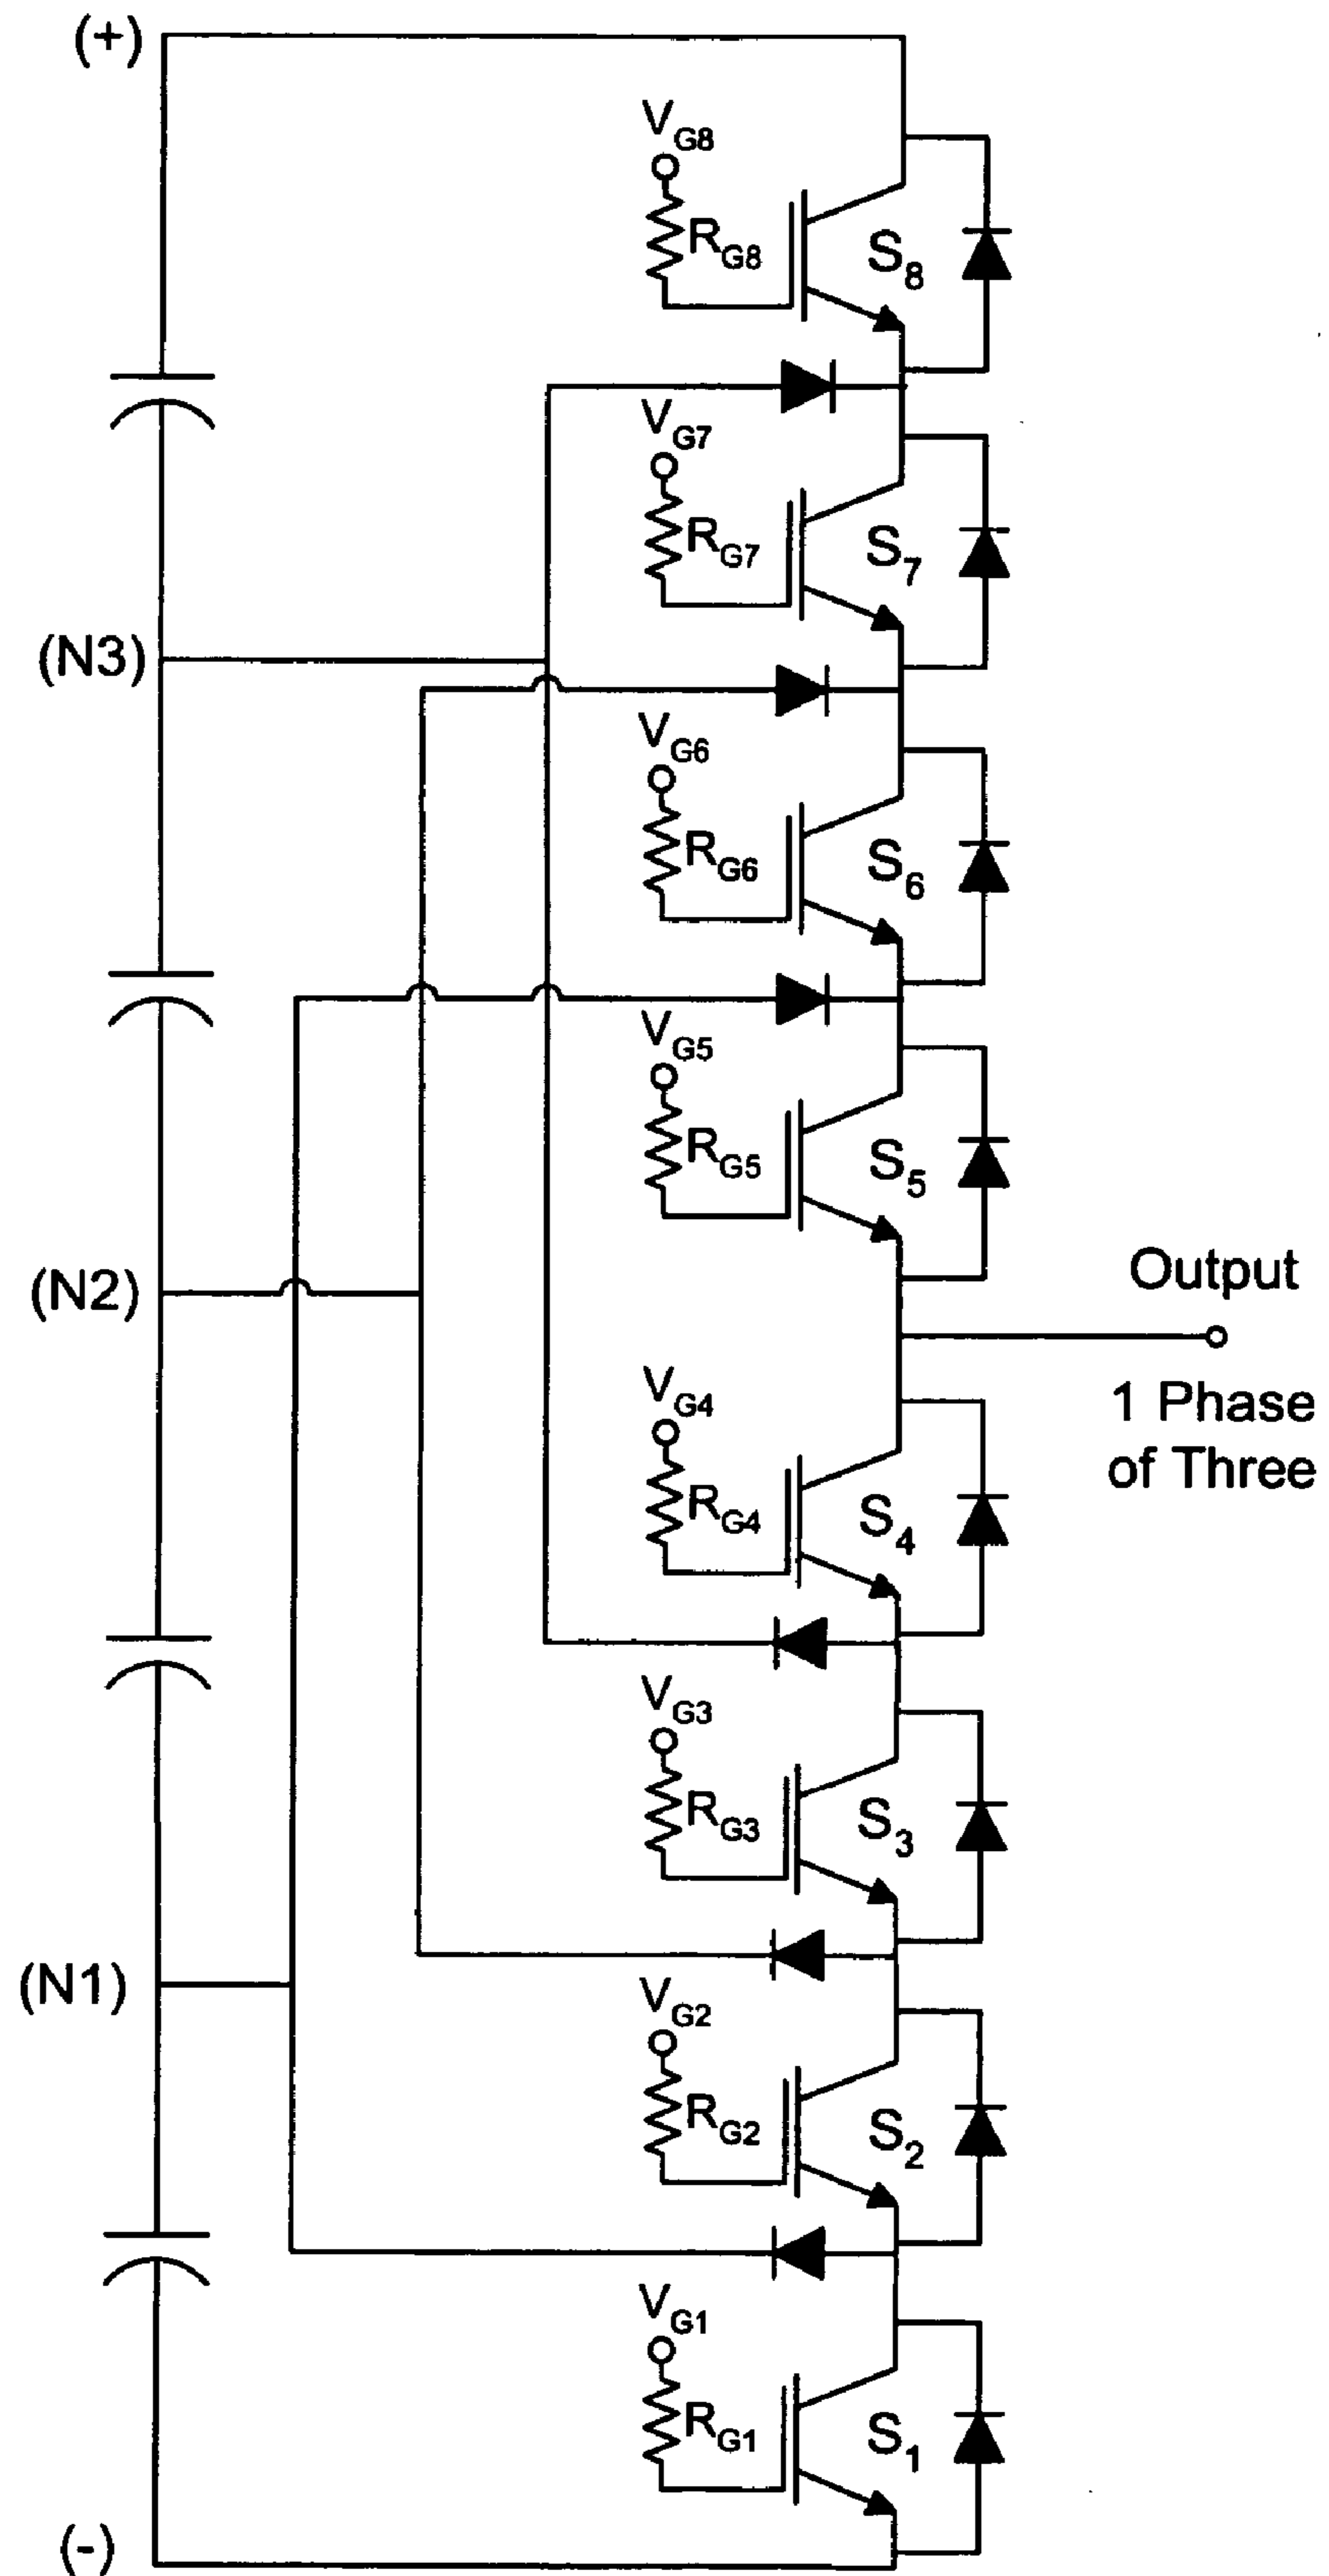 (+)
VG8
RG8
S8
VG7
RG7
S7
(N3)
VG6
RG6
S6
VG5
RG5
S5
(N2)
Output
1 Phase
of Three
VG4
RG4
S4
VG3
RG3
S3
(N1)
VG2
RG2
S2
VG1
RG1
S1
(-)